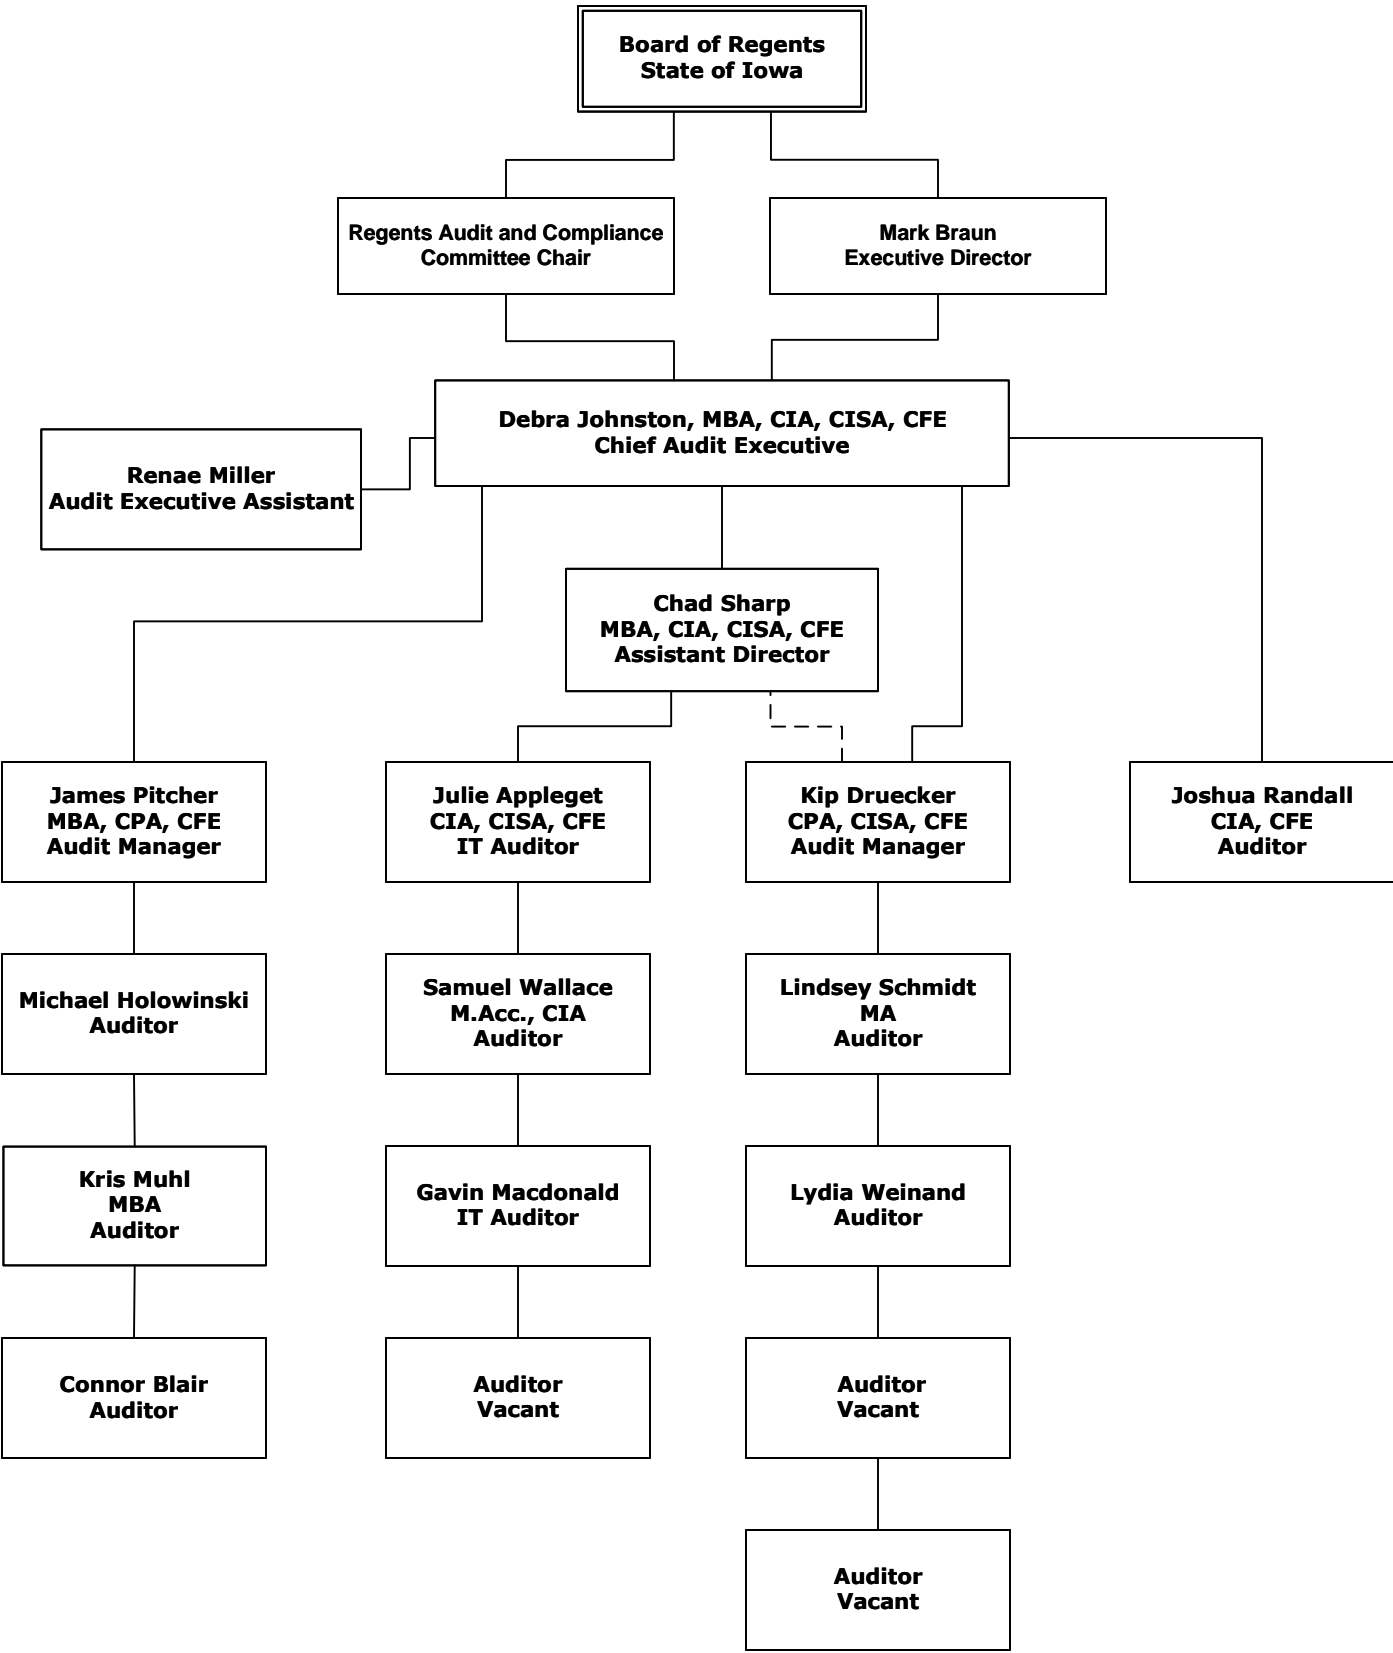 Board of Regents
State of Iowa
Regents Audit and Compliance
Committee Chair
Mark Braun
Executive Director
Debra Johnston, MBA, CIA, CISA, CFE
Chief Audit Executive
Renae Miller
Audit Executive Assistant
Chad Sharp
MBA, CIA, CISA, CFE
Assistant Director
James Pitcher
MBA, CPA, CFE
Audit Manager
Julie Appleget
CIA, CISA, CFE
IT Auditor
Kip Druecker
CPA, CISA, CFE
Audit Manager
Joshua Randall
CIA, CFE
Auditor
Michael Holowinski
Auditor
Samuel Wallace
M.Acc., CIA
Auditor
Lindsey Schmidt
MA
Auditor
Kris Muhl
MBA
Auditor
Gavin Macdonald
IT Auditor
Lydia Weinand
Auditor
Connor Blair
Auditor
Auditor
Vacant
Auditor
Vacant
Auditor
Vacant